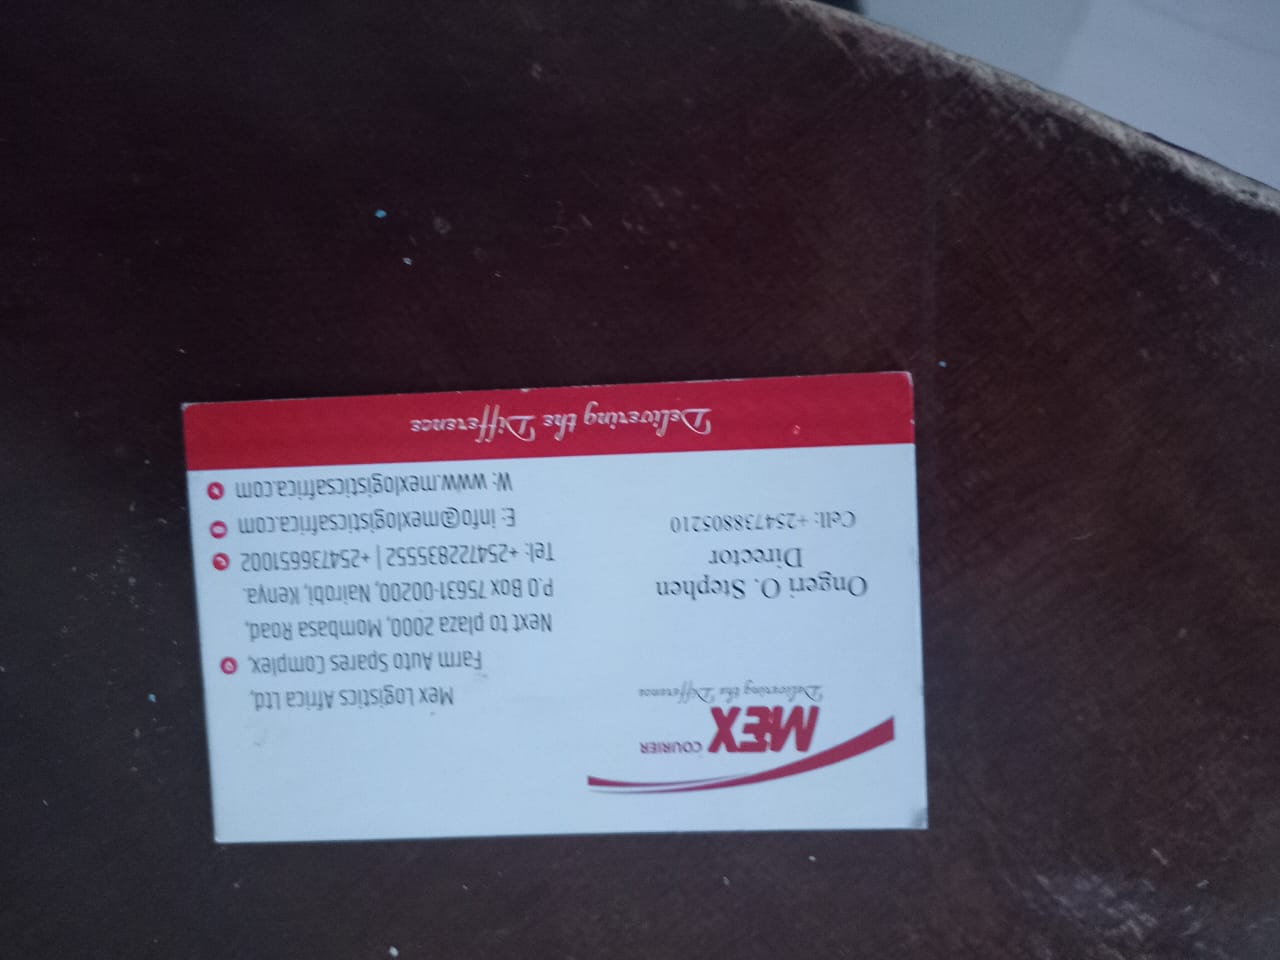 MEX COURIER
Delivering the Difference
Ongeri O. Stephen
Director
Cell: +254738805210
Mex Logistics Africa Ltd,
Farm Auto Spares Complex,
Next to plaza 2000, Mombasa Road,
P.O Box 75631-00200, Nairobi, Kenya.
Tel: +254722835552 | +254736651002
E: info@mexlogisticsafrica.com
W: www.mexlogisticsafrica.com
Delivering the Difference